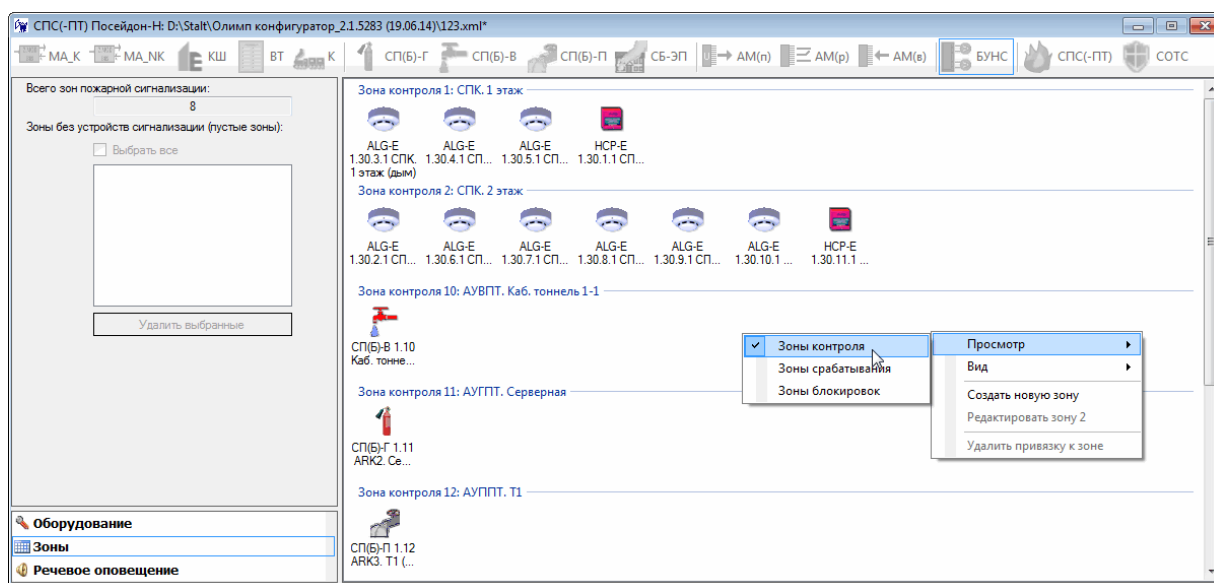 СПС(-ПТ) Посейдон-Н: D:\Stalt\Олимп конфигуратор_2.1.5283 (19.06.14)\123.xml*
MA_K MA_NK КШ ВТ К СП(Б)-Г СП(Б)-В СП(Б)-П СБ-ЭП АМ(п) АМ(р) АМ(в) БУНС СПС(-ПТ) СОТС
Всего зон пожарной сигнализации:
8
Зоны без устройств сигнализации (пустые зоны):
Выбрать все
Удалить выбранные
Оборудование
Зоны
Речевое оповещение
Зона контроля 1: СПК. 1 этаж
ALG-E ALG-E ALG-E HCP-E
1.30.3.1 СПК. 1.30.4.1 СП... 1.30.5.1 СП... 1.30.1.1 СП...
1 этаж (дым)
Зона контроля 2: СПК. 2 этаж
ALG-E ALG-E ALG-E ALG-E ALG-E ALG-E HCP-E
1.30.2.1 СП... 1.30.6.1 СП... 1.30.7.1 СП... 1.30.8.1 СП... 1.30.9.1 СП... 1.30.10.1 ... 1.30.11.1 ...
Зона контроля 10: АУВПТ. Каб. тоннель 1-1
СП(Б)-В 1.10
Каб. тонне...
Зона контроля 11: АУГПТ. Серверная
СП(Б)-Г 1.11
ARK2. Се...
Зона контроля 12: АУППТ. Т1
СП(Б)-П 1.12
ARK3. Т1 (...
Зоны контроля
Зоны срабатывания
Зоны блокировок
Просмотр
Вид
Создать новую зону
Редактировать зону 2
Удалить привязку к зоне